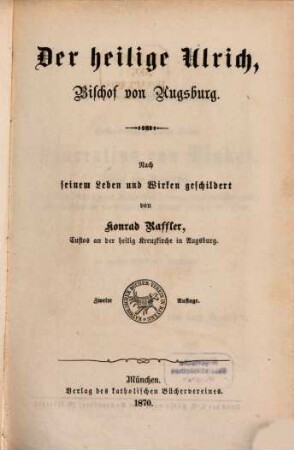 Der heilige Ulrich,
Bischof von Augsburg.
Nach
seinem Leben und Wirken geschildert
von
Konrad Raffler,
Custos an der heilig Kreuzkirche in Augsburg.
Zweite Auflage.
München.
Verlag des katholischen Büchervereines.
1870.